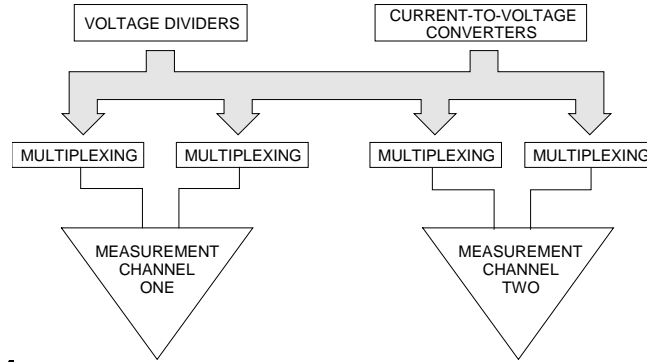 VOLTAGE DIVIDERS
CURRENT-TO-VOLTAGE
CONVERTERS
MULTIPLEXING
MULTIPLEXING
MULTIPLEXING
MULTIPLEXING
MEASUREMENT
CHANNEL
ONE
MEASUREMENT
CHANNEL
TWO